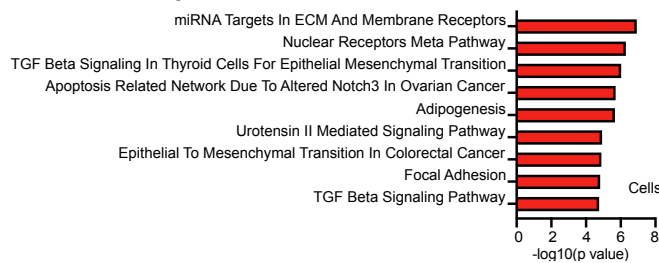 miRNA Targets In ECM And Membrane Receptors
Nuclear Receptors Meta Pathway
TGF Beta Signaling In Thyroid Cells For Epithelial Mesenchymal Transition
Apoptosis Related Network Due To Altered Notch3 In Ovarian Cancer
Adipogenesis
Urotensin II Mediated Signaling Pathway
Epithelial To Mesenchymal Transition In Colorectal Cancer
Focal Adhesion
Cells
TGF Beta Signaling Pathway
0 2 4 6 8
-log10(p value)